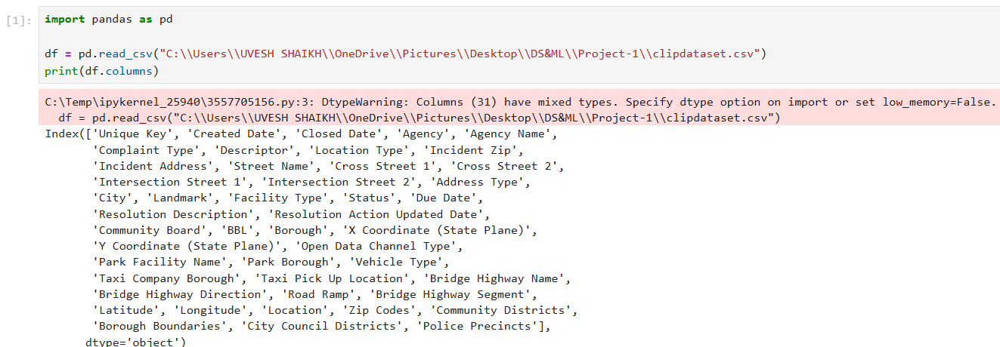 [1]: import pandas as pd
df = pd.read_csv("C:\\Users\\UVESH SHAIKH\\OneDrive\\Pictures\\Desktop\\DS&ML\\Project-1\\clipdataset.csv")
print(df.columns)
C:\Temp\ipykernel_25940\3557705156.py:3: DtypeWarning: Columns (31) have mixed types. Specify dtype option on import or set low_memory=False.
df = pd.read_csv("C:\\Users\\UVESH SHAIKH\\OneDrive\\Pictures\\Desktop\\DS&ML\\Project-1\\clipdataset.csv")
Index(['Unique Key', 'Created Date', 'Closed Date', 'Agency', 'Agency Name',
'Complaint Type', 'Descriptor', 'Location Type', 'Incident Zip',
'Incident Address', 'Street Name', 'Cross Street 1', 'Cross Street 2',
'Intersection Street 1', 'Intersection Street 2', 'Address Type',
'City', 'Landmark', 'Facility Type', 'Status', 'Due Date',
'Resolution Description', 'Resolution Action Updated Date',
'Community Board', 'BBL', 'Borough', 'X Coordinate (State Plane)',
'Y Coordinate (State Plane)', 'Open Data Channel Type',
'Park Facility Name', 'Park Borough', 'Vehicle Type',
'Taxi Company Borough', 'Taxi Pick Up Location', 'Bridge Highway Name',
'Bridge Highway Direction', 'Road Ramp', 'Bridge Highway Segment',
'Latitude', 'Longitude', 'Location', 'Zip Codes', 'Community Districts',
'Borough Boundaries', 'City Council Districts', 'Police Precincts'],
dtype='object')